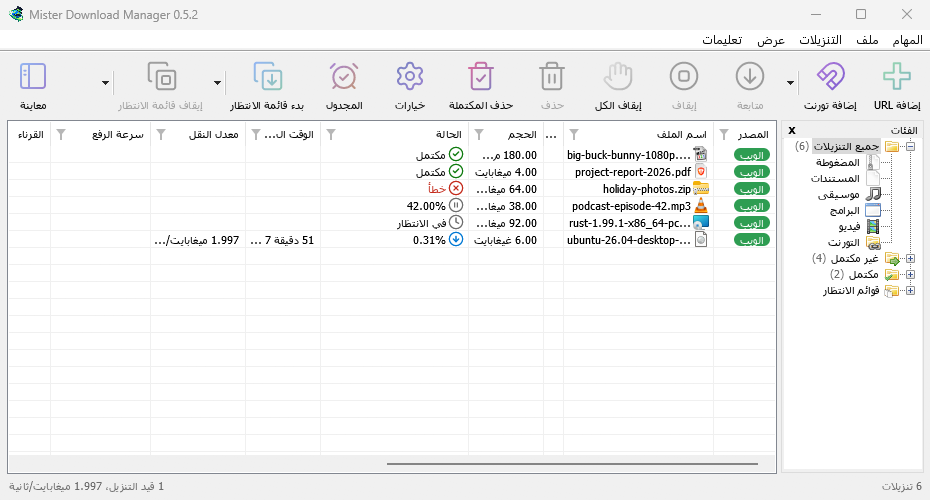 Mister Download Manager 0.5.2
المهام ملف التنزيلات عرض تعليمات
إضافة URL إضافة تورنت متابعة إيقاف إيقاف الكل حذف حذف المكتملة خيارات المجدول بدء قائمة الانتظار إيقاف قائمة الانتظار معاينة
الفئات x
جميع التنزيلات (6)
المضغوطة
المستندات
موسيقى
البرامج
فيديو
التورنت
غير مكتمل (4)
مكتمل (2)
قوائم الانتظار
المصدر اسم الملف ... الحجم الحالة الوقت ال... معدل النقل سرعة الرفع القرناء
الويب big-buck-bunny-1080p.... 180.00 م... مكتمل
الويب project-report-2026.pdf 4.00 ميغابايت مكتمل
الويب holiday-photos.zip 64.00 ميغا... خطأ
الويب podcast-episode-42.mp3 38.00 ميغا... 42.00%
الويب rust-1.99.1-x86_64-pc... 92.00 ميغا... في الانتظار
الويب ubuntu-26.04-desktop-... 6.00 غيغابايت 0.31% 51 دقيقة 7 ... 1.997 ميغابايت/...
6 تنزيلات
1 قيد التنزيل، 1.997 ميغابايت/ثانية